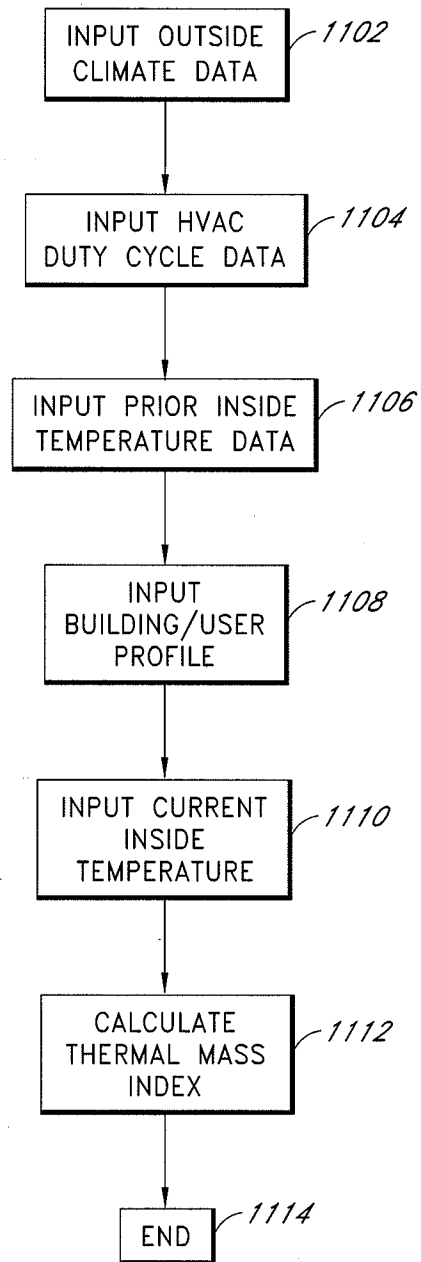 INPUT OUTSIDE
CLIMATE DATA
1102
INPUT HVAC
DUTY CYCLE DATA
1104
INPUT PRIOR INSIDE
TEMPERATURE DATA
1106
INPUT
BUILDING/USER
PROFILE
1108
INPUT CURRENT
INSIDE
TEMPERATURE
1110
CALCULATE
THERMAL MASS
INDEX
1112
END
1114